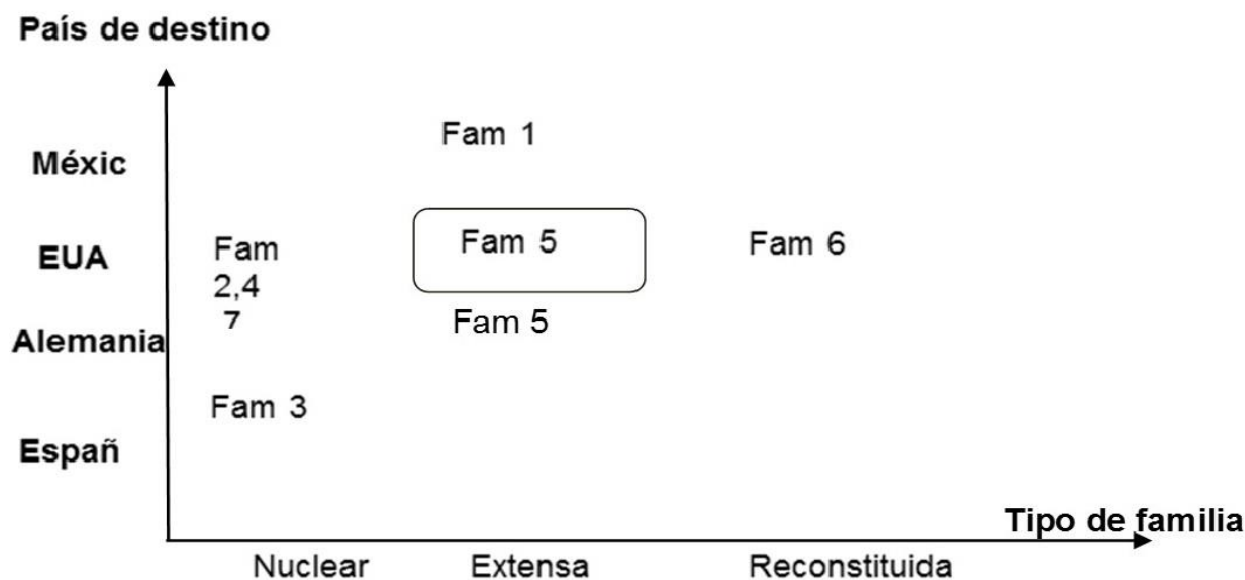 País de destino
Méxic
Fam 1
EUA
Fam
2,4
7
Fam 5
Fam 6
Alemania
Fam 5
Fam 3
Españ
Tipo de familia
Nuclear
Extensa
Reconstituida